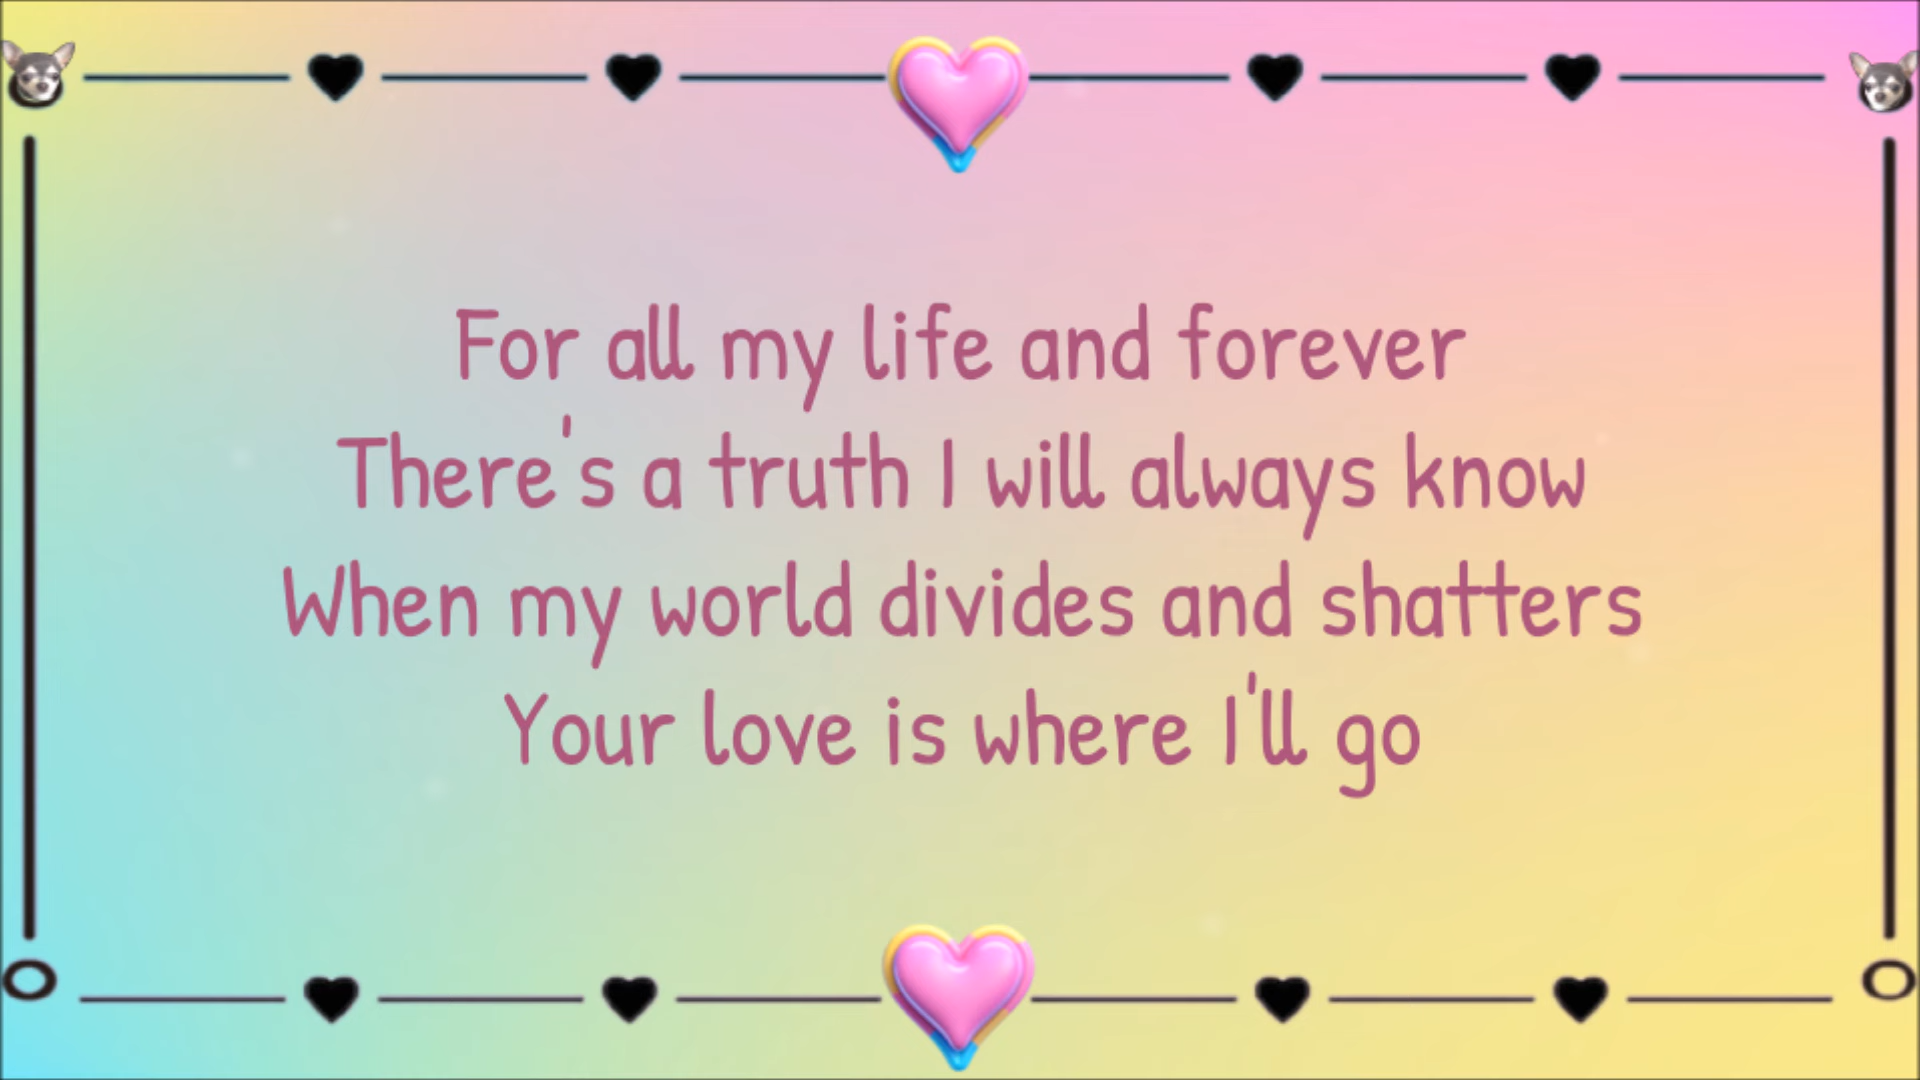 For all my life and forever
There's a truth I will always know
When my world divides and shatters
Your love is where I'll go